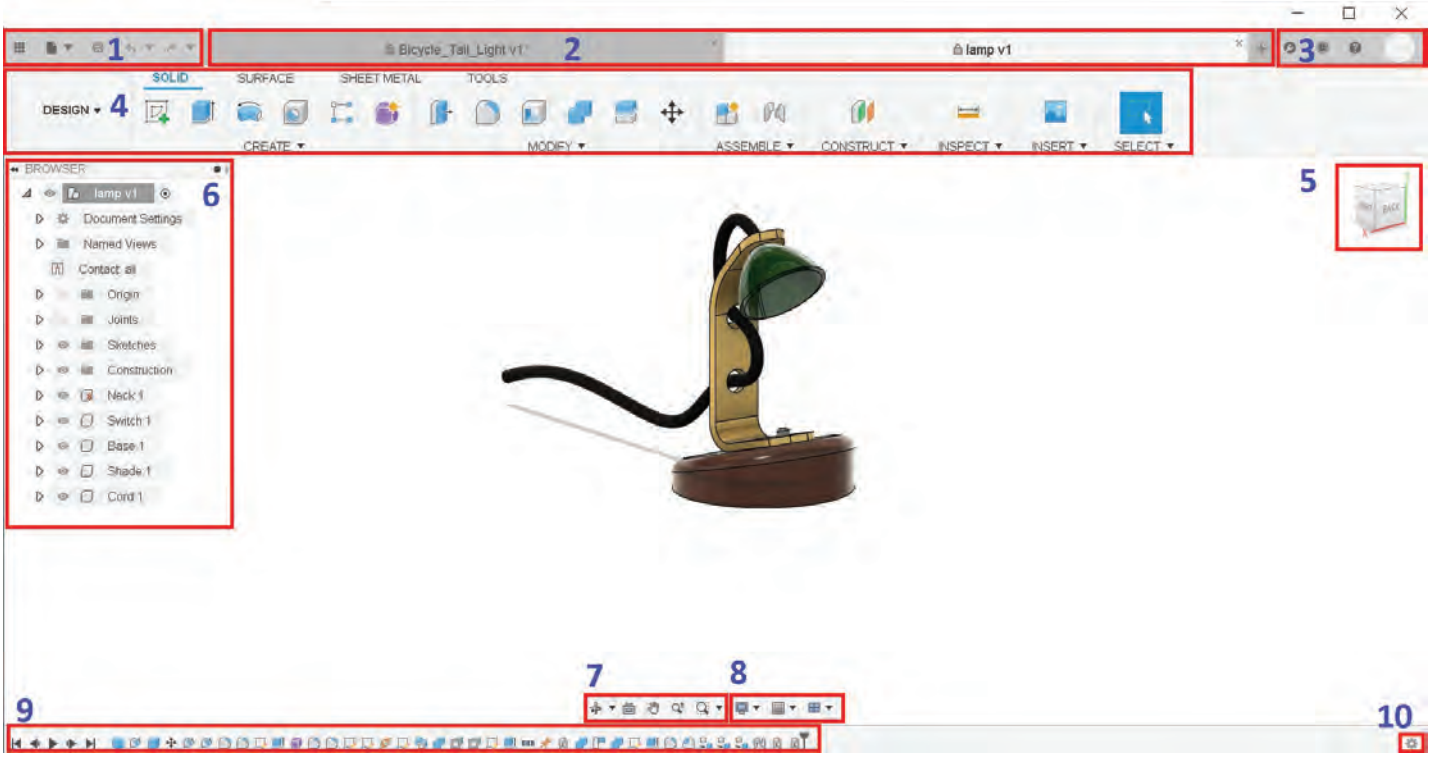 1
2
3
Bicycle_Tail_Light v1*
lamp v1
4
SOLID SURFACE SHEET METAL TOOLS
DESIGN
CREATE MODIFY ASSEMBLE CONSTRUCT INSPECT INSERT SELECT
5
6
BROWSER
lamp v1
Document Settings
Named Views
Contact: all
Origin
Joints
Sketches
Construction
Neck:1
Switch:1
Base:1
Shade:1
Cord:1
BACK
X
7
8
9
10